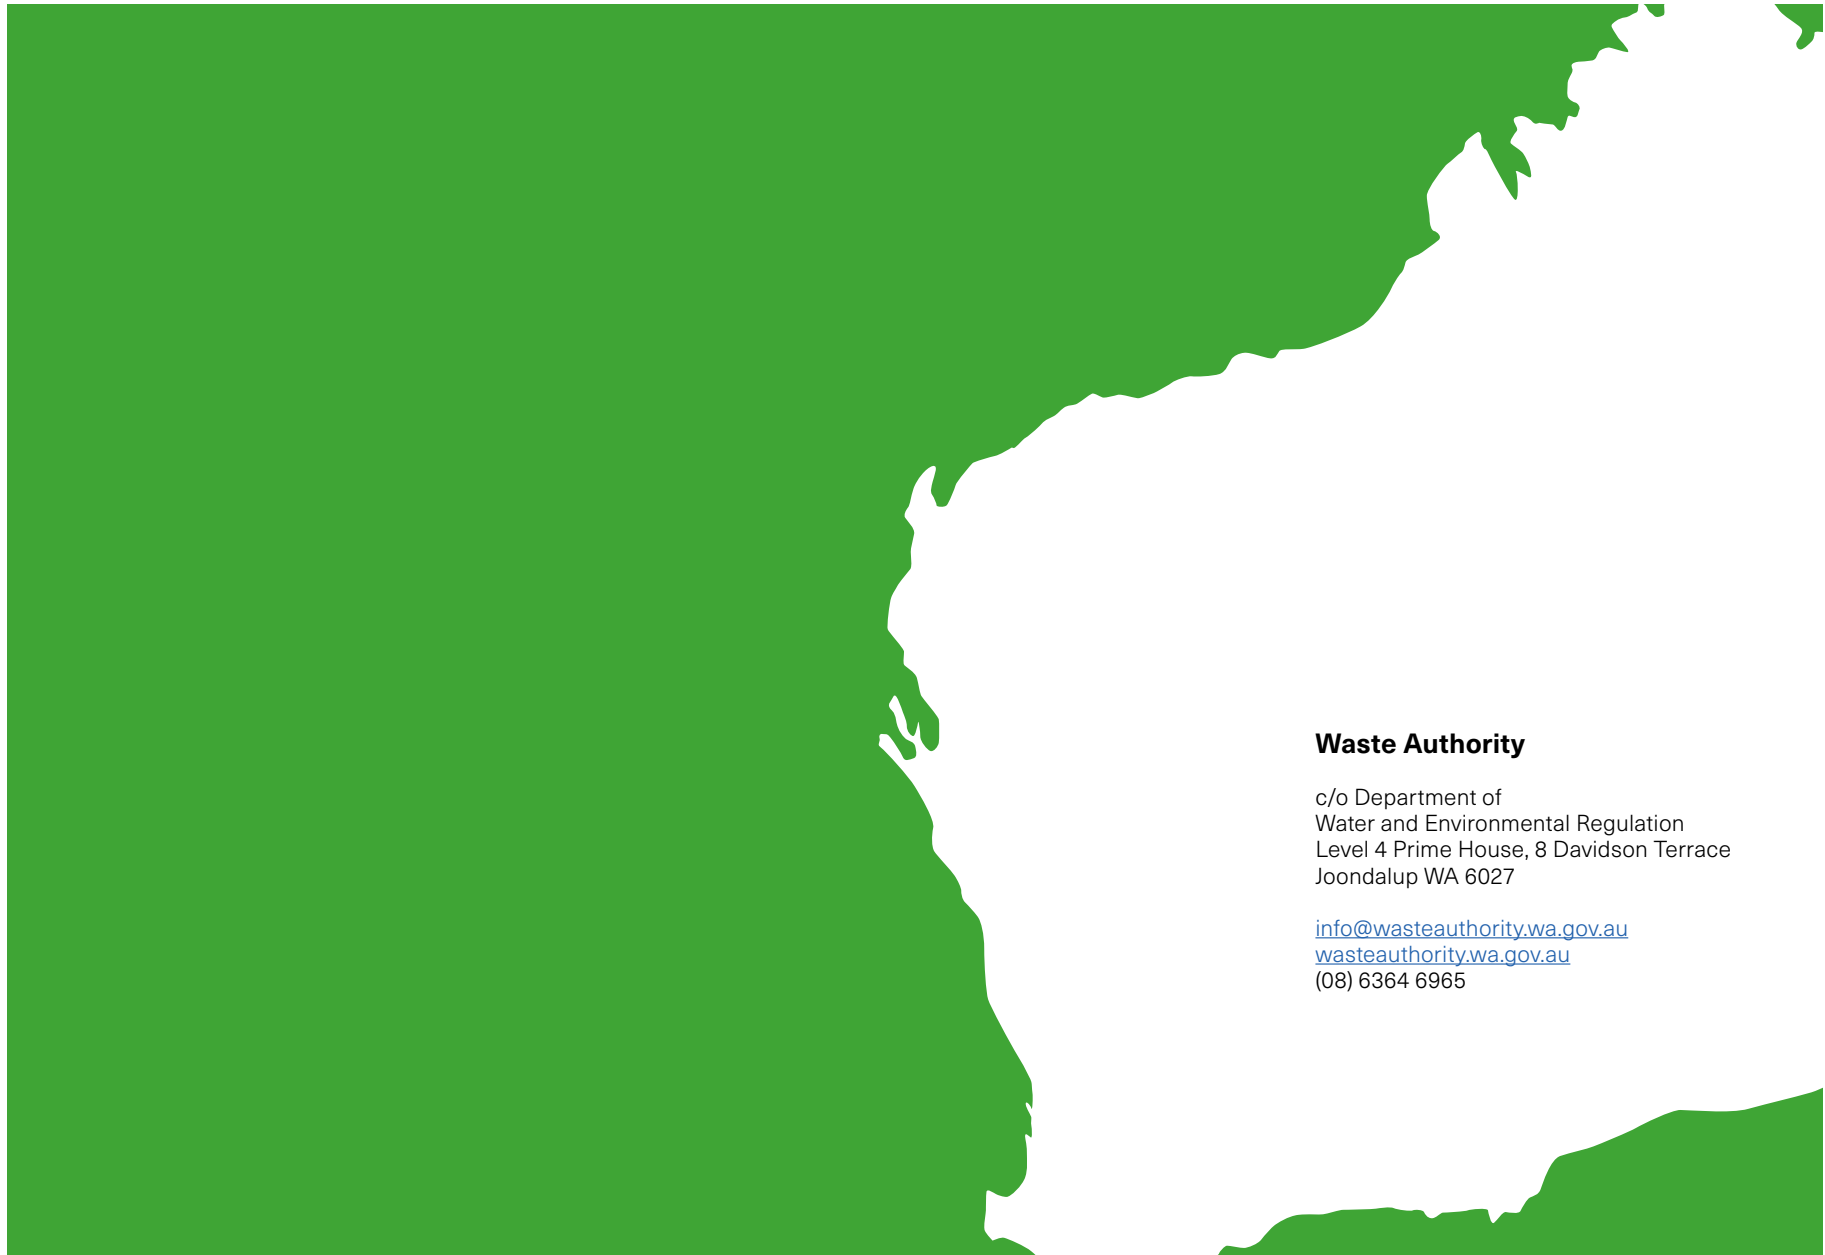 Waste Authority
c/o Department of
Water and Environmental Regulation
Level 4 Prime House, 8 Davidson Terrace
Joondalup WA 6027
info@wasteauthority.wa.gov.au
wasteauthority.wa.gov.au
(08) 6364 6965